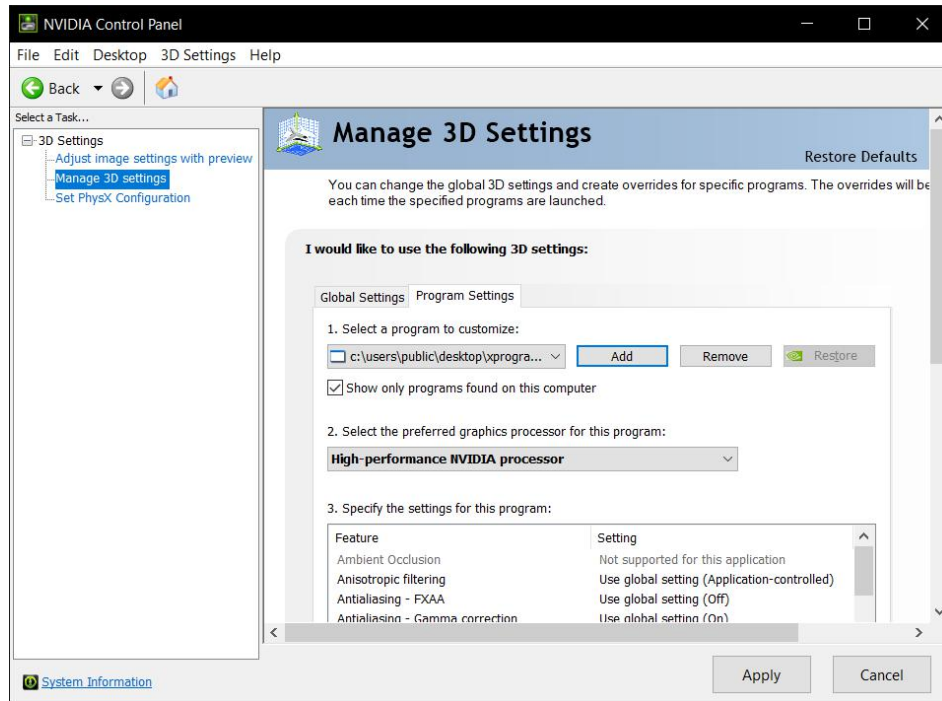 NVIDIA Control Panel
File Edit Desktop 3D Settings Help
Back
Select a Task...
3D Settings
Adjust image settings with preview
Manage 3D settings
Set PhysX Configuration
Manage 3D Settings
Restore Defaults
You can change the global 3D settings and create overrides for specific programs. The overrides will be
each time the specified programs are launched.
I would like to use the following 3D settings:
Global Settings Program Settings
1. Select a program to customize:
c:\users\public\desktop\xprogra... Add Remove Restore
Show only programs found on this computer
2. Select the preferred graphics processor for this program:
High-performance NVIDIA processor
3. Specify the settings for this program:
Feature Setting
Ambient Occlusion Not supported for this application
Anisotropic filtering Use global setting (Application-controlled)
Antialiasing - FXAA Use global setting (Off)
Antialiasing - Gamma correction Use global setting (On)
System Information
Apply Cancel